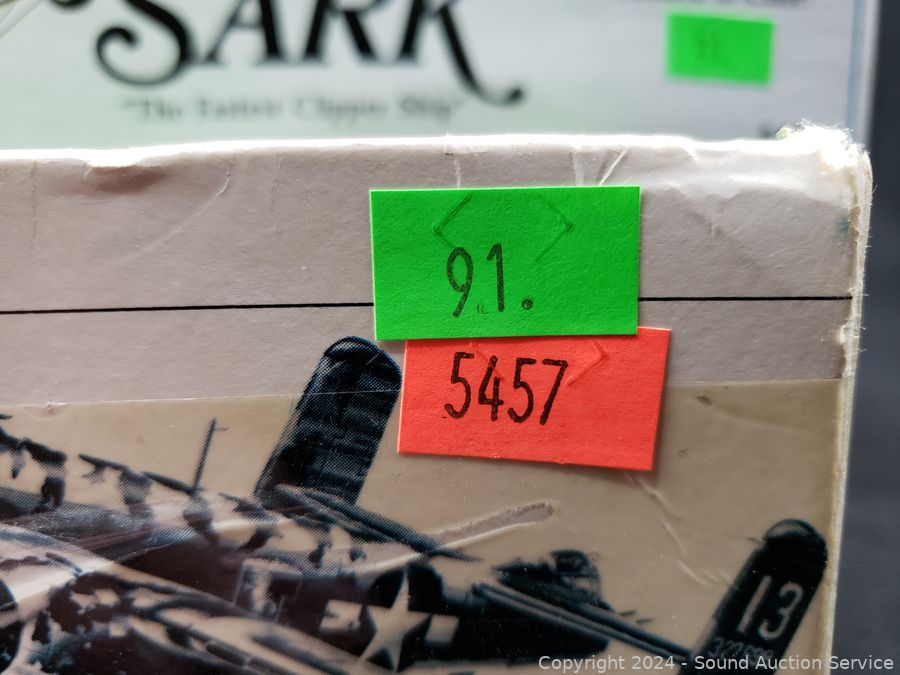 SARK
"The Fastest Clipper Ship"
91.
5457
13
Copyright 2024 - Sound Auction Service